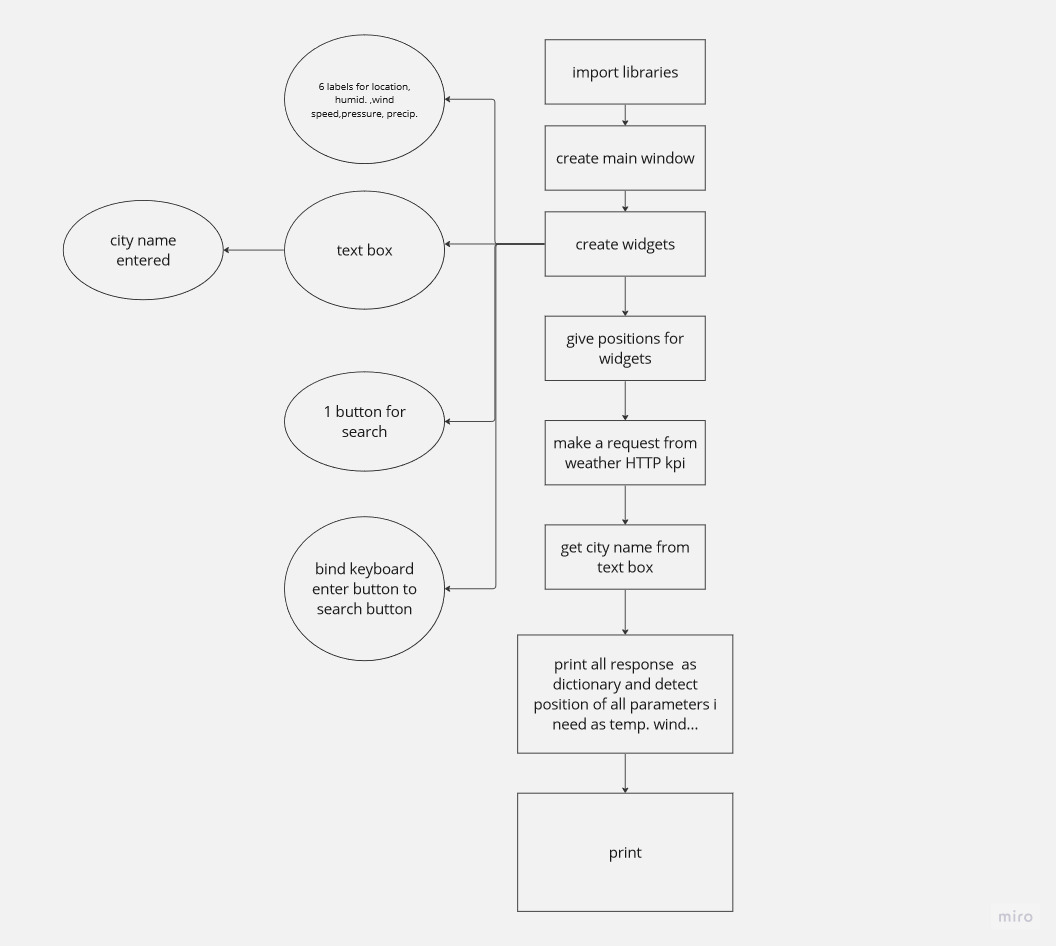 import libraries
create main window
create widgets
6 labels for location,
humid. ,wind
speed,pressure, precip.
text box
city name
entered
1 button for
search
bind keyboard
enter button to
search button
give positions for
widgets
make a request from
weather HTTP kpi
get city name from
text box
print all response  as
dictionary and detect
position of all parameters i
need as temp. wind...
print
miro